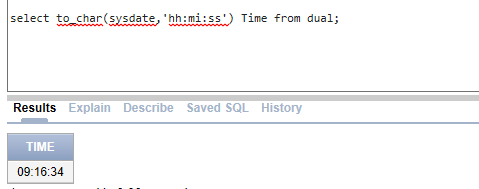 select to_char(sysdate,'hh:mi:ss') Time from dual;
Results Explain Describe Saved SQL History
TIME
09:16:34